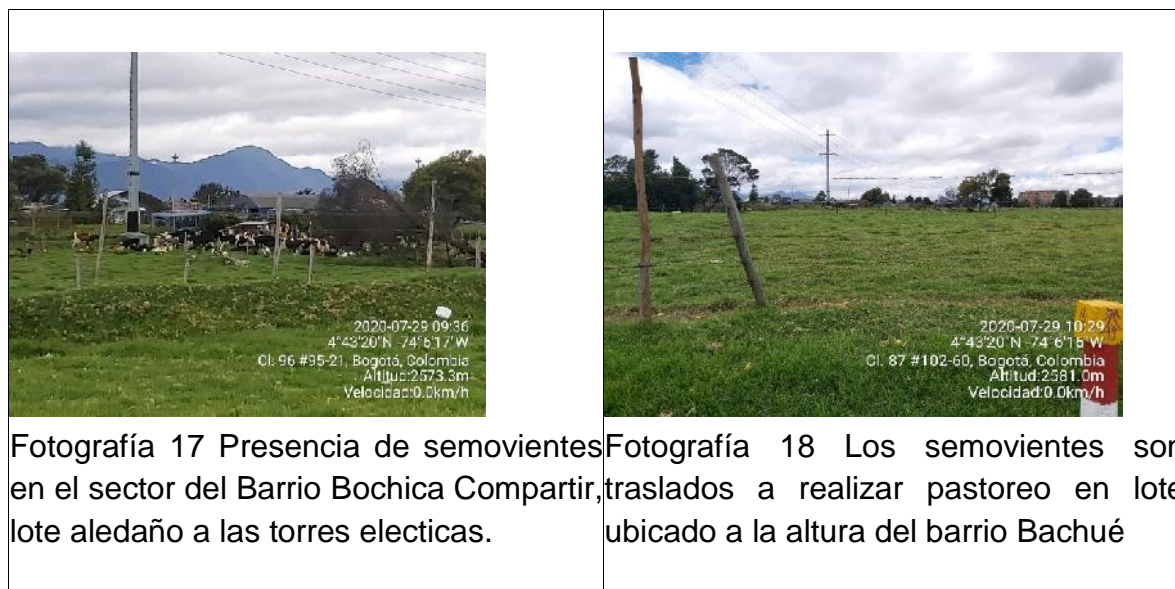 2020-07-29 09:36
4°43'20"N -74°6'17"W
Cl. 96 #95-21, Bogotá, Colombia
Altitud:2573.3m
Velocidad:0.0km/h
2020-07-29 10:29
4°43'20"N -74°6'15"W
Cl. 87 #102-60, Bogotá, Colombia
Altitud:2581.0m
Velocidad:0.0km/h
Fotografía 17 Presencia de semovientes
en el sector del Barrio Bochica Compartir,
lote aledaño a las torres electicas.
Fotografía 18 Los semovientes son
traslados a realizar pastoreo en lote
ubicado a la altura del barrio Bachué